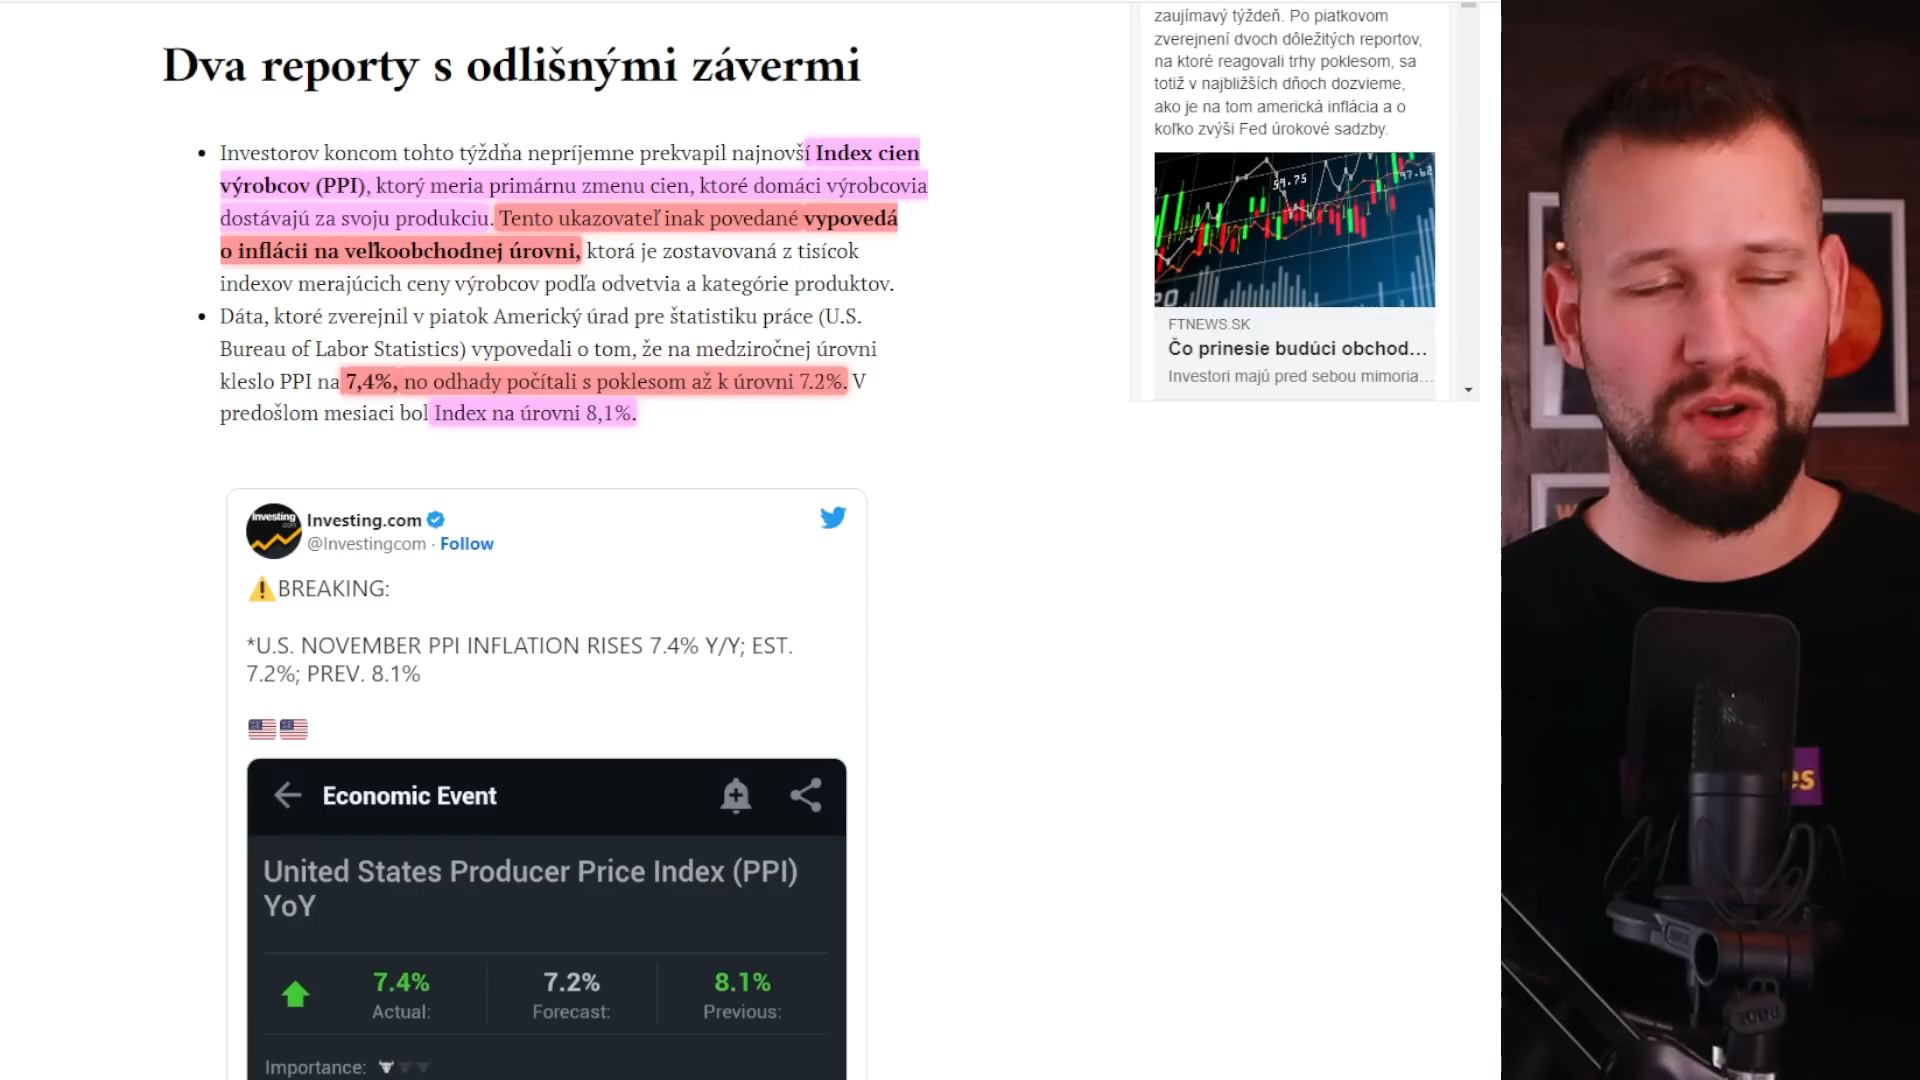 Dva reporty s odlišnými závermi
Investorov koncom tohto týždňa nepríjemne prekvapil najnovší Index cien
výrobcov (PPI), ktorý meria primárnu zmenu cien, ktoré domáci výrobcovia
dostávajú za svoju produkciu. Tento ukazovateľ inak povedané vypovedá
o inflácii na veľkoobchodnej úrovni, ktorá je zostavovaná z tisícok
indexov merajúcich ceny výrobcov podľa odvetvia a kategórie produktov.
Dáta, ktoré zverejnil v piatok Americký úrad pre štatistiku práce (U.S.
Bureau of Labor Statistics) vypovedali o tom, že na medziročnej úrovni
kleslo PPI na 7,4%, no odhady počítali s poklesom až k úrovni 7.2%. V
predošlom mesiaci bol Index na úrovni 8,1%.
Investing.com
@Investingcom · Follow
⚠️BREAKING:
*U.S. NOVEMBER PPI INFLATION RISES 7.4% Y/Y; EST.
7.2%; PREV. 8.1%
Economic Event
United States Producer Price Index (PPI)
YoY
7.4% 7.2% 8.1%
Actual: Forecast: Previous:
Importance:
zaujímavý týždeň. Po piatkovom
zverejnení dvoch dôležitých reportov,
na ktoré reagovali trhy poklesom, sa
totiž v najbližších dňoch dozvieme,
ako je na tom americká inflácia a o
koľko zvýši Fed úrokové sadzby.
59.75
97.62
FTNEWS.SK
Čo prinesie budúci obchod...
Investori majú pred sebou mimoria...
es